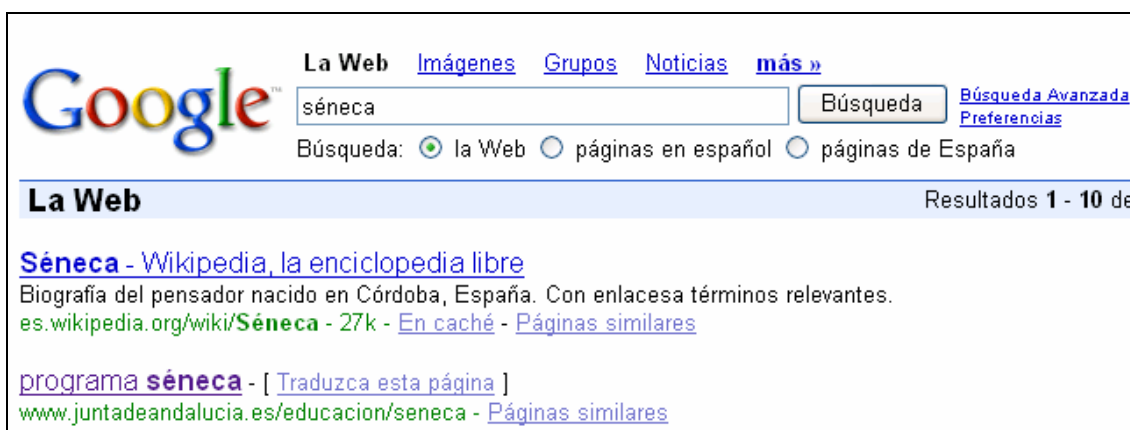 Google™
La Web Imágenes Grupos Noticias más »
séneca Búsqueda Búsqueda Avanzada
Preferencias
Búsqueda: la Web páginas en español páginas de España
La Web Resultados 1 - 10 de
Séneca - Wikipedia, la enciclopedia libre
Biografía del pensador nacido en Córdoba, España. Con enlacesa términos relevantes.
es.wikipedia.org/wiki/Séneca - 27k - En caché - Páginas similares
programa séneca - [ Traduzca esta página ]
www.juntadeandalucia.es/educacion/seneca - Páginas similares